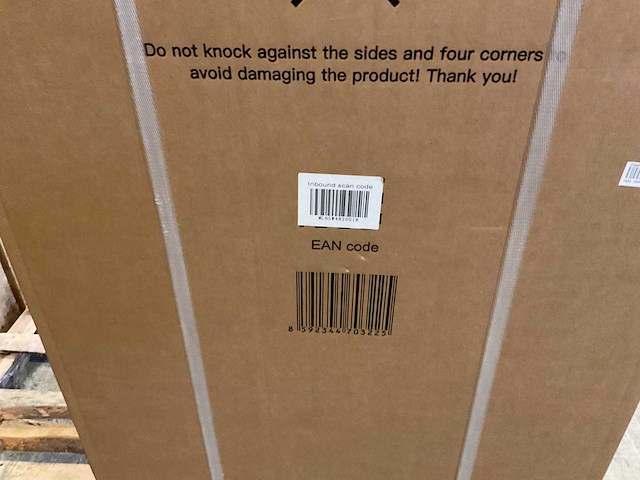 Do not knock against the sides and four corners to
avoid damaging the product! Thank you!
Inbound scan code
EAN code
8 592344 703225